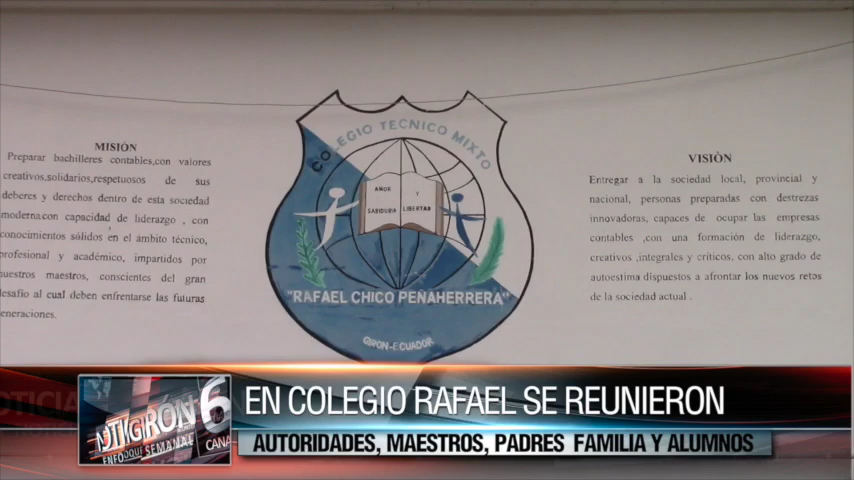 MISIÓN
Preparar bachilleres contables,con valores
creativos,solidarios,respetuosos de sus
deberes y derechos dentro de esta sociedad
moderna:con capacidad de liderazgo , con
conocimientos sólidos en el ámbito técnico,
profesional y académico, impartidos por
nuestros maestros, conscientes del gran
desafío al cual deben enfrentarse las futuras
generaciones.
COLEGIO TECNICO MIXTO
AMOR Y
SABIDURIA LIBERTAD
"RAFAEL CHICO PEÑAHERRERA"
GIRON-ECUADOR
VISIÒN
Entregar a la sociedad local, provincial y
nacional, personas preparadas con destrezas
innovadoras, capaces de ocupar las empresas
contables ,con una formación de liderazgo,
creativos ,integrales y críticos, con alto grado de
autoestima dispuestos a afrontar los nuevos retos
de la sociedad actual .
NOTIGIRON 6
ENFOQUE SEMANAL
CANA
EN COLEGIO RAFAEL SE REUNIERON
AUTORIDADES, MAESTROS, PADRES FAMILIA Y ALUMNOS